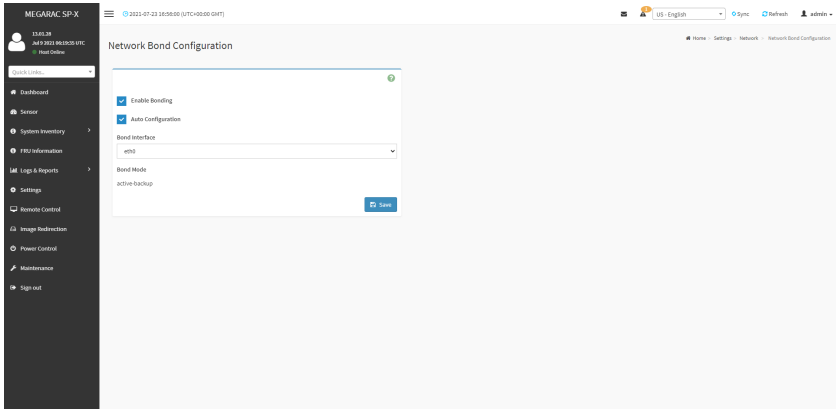 MEGARAC SP-X
2021-07-23 16:56:00 (UTC+00:00 GMT)
2
US - English
Sync
Refresh
admin
13.01.28
Jul 9 2021 06:19:35 UTC
Host Online
Quick Links..
Dashboard
Sensor
System Inventory
FRU Information
Logs & Reports
Settings
Remote Control
Image Redirection
Power Control
Maintenance
Sign out
Network Bond Configuration
Home > Settings > Network > Network Bond Configuration
?
Enable Bonding
Auto Configuration
Bond Interface
eth0
Bond Mode
active-backup
Save